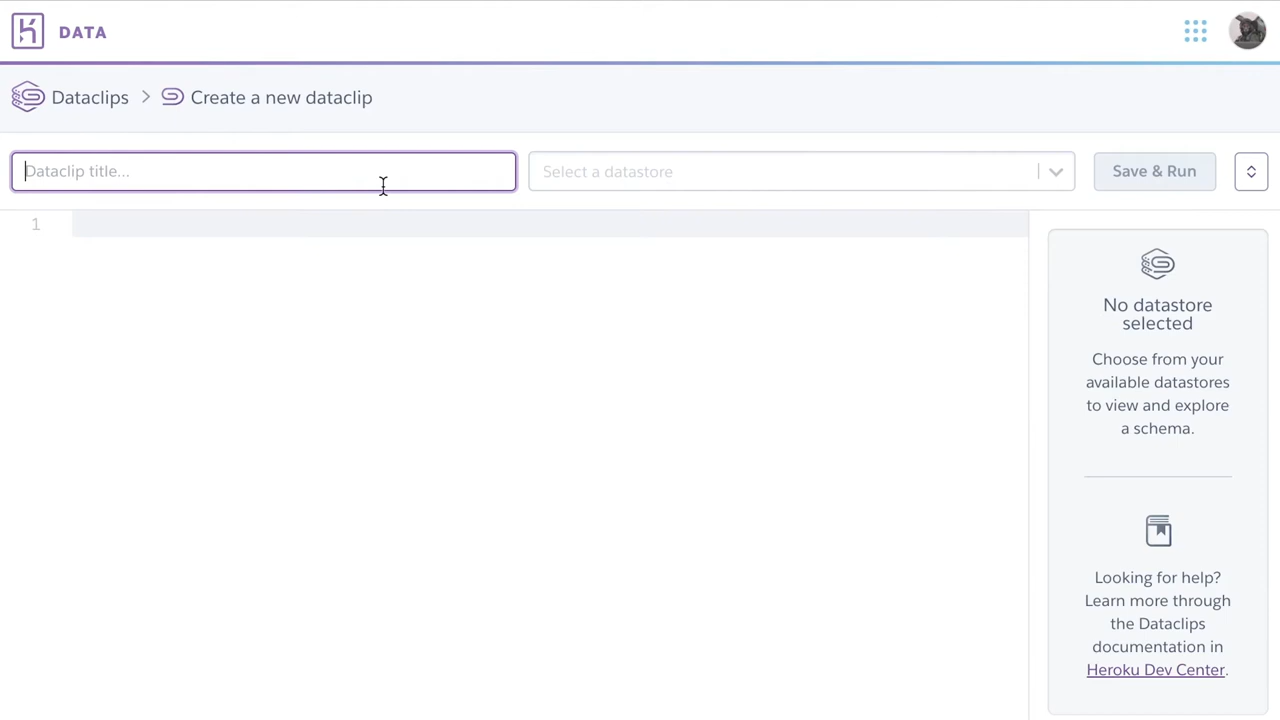 DATA
Dataclips
Create a new dataclip
Dataclip title...
Select a datastore
Save & Run
1
No datastore
selected
Choose from your
available datastores
to view and explore
a schema.
Looking for help?
Learn more through
the Dataclips
documentation in
Heroku Dev Center.